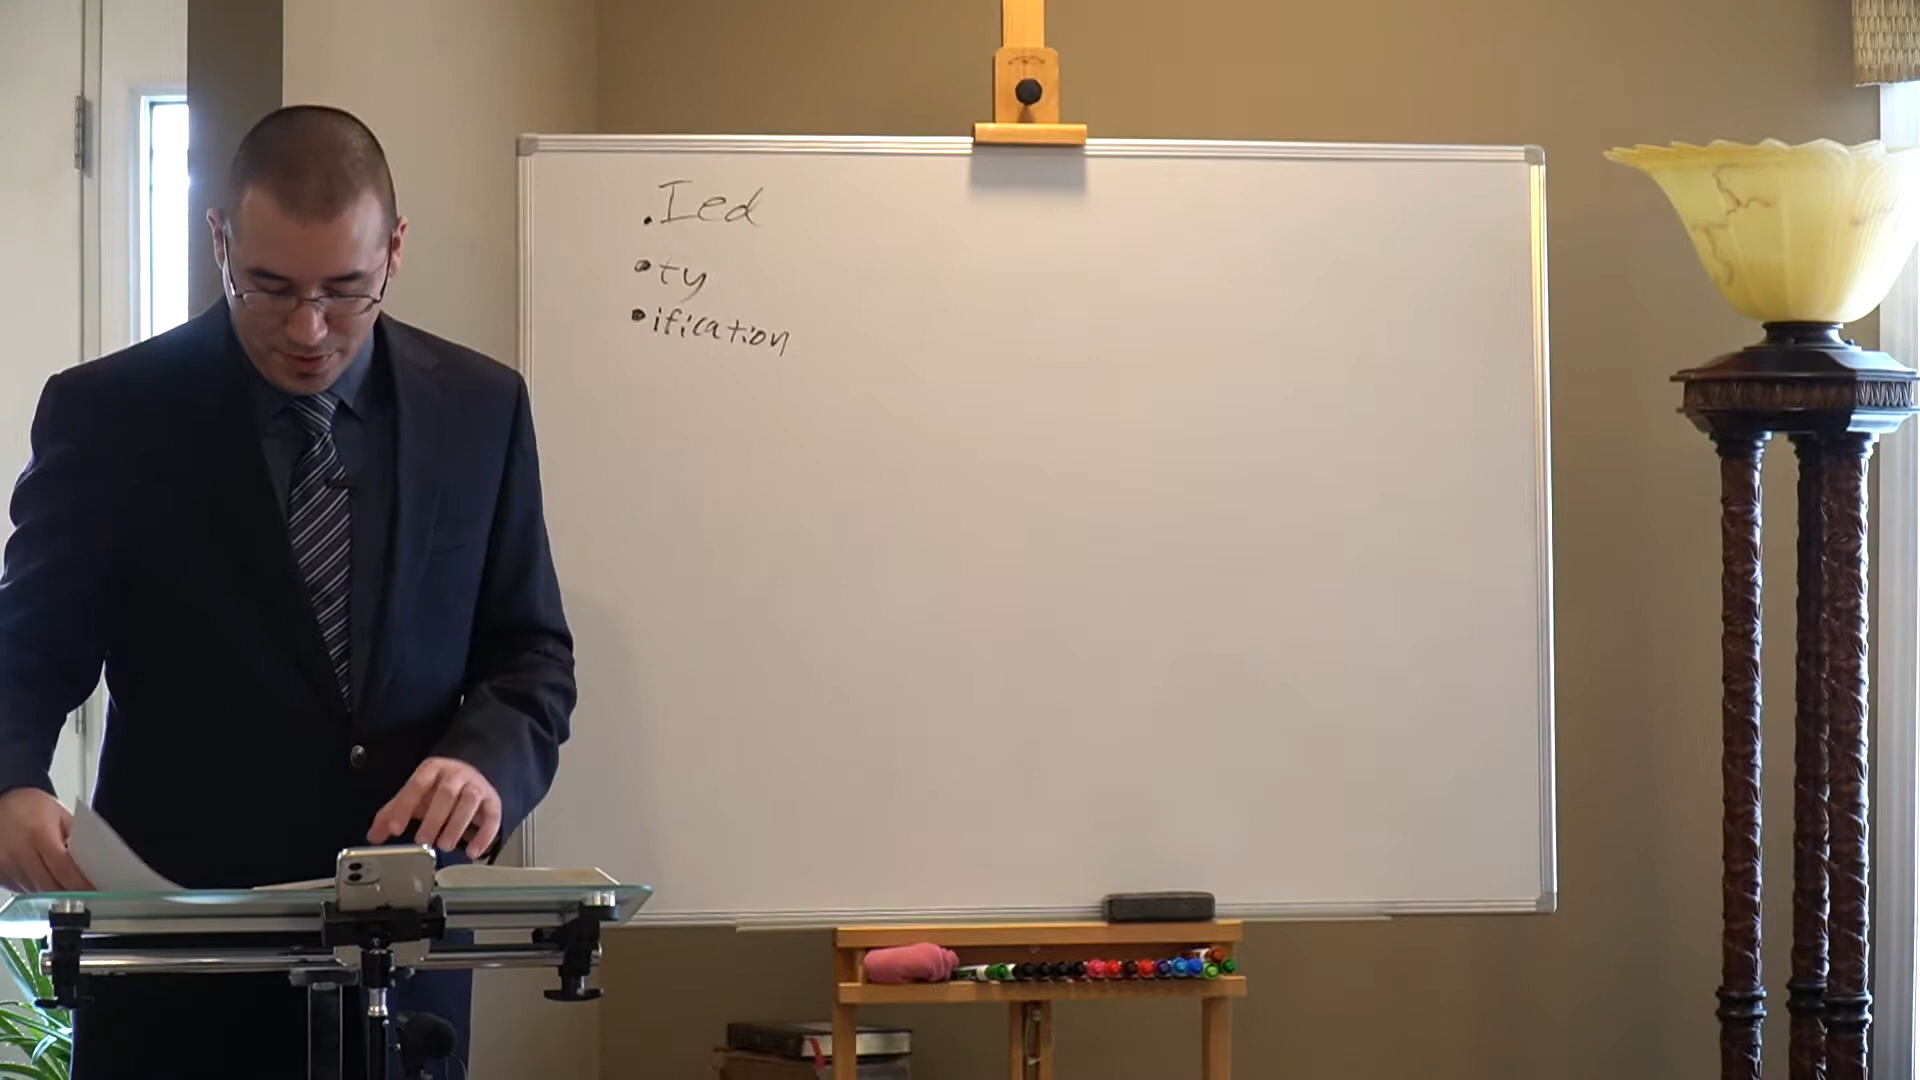 • Ied
• ty
• ification